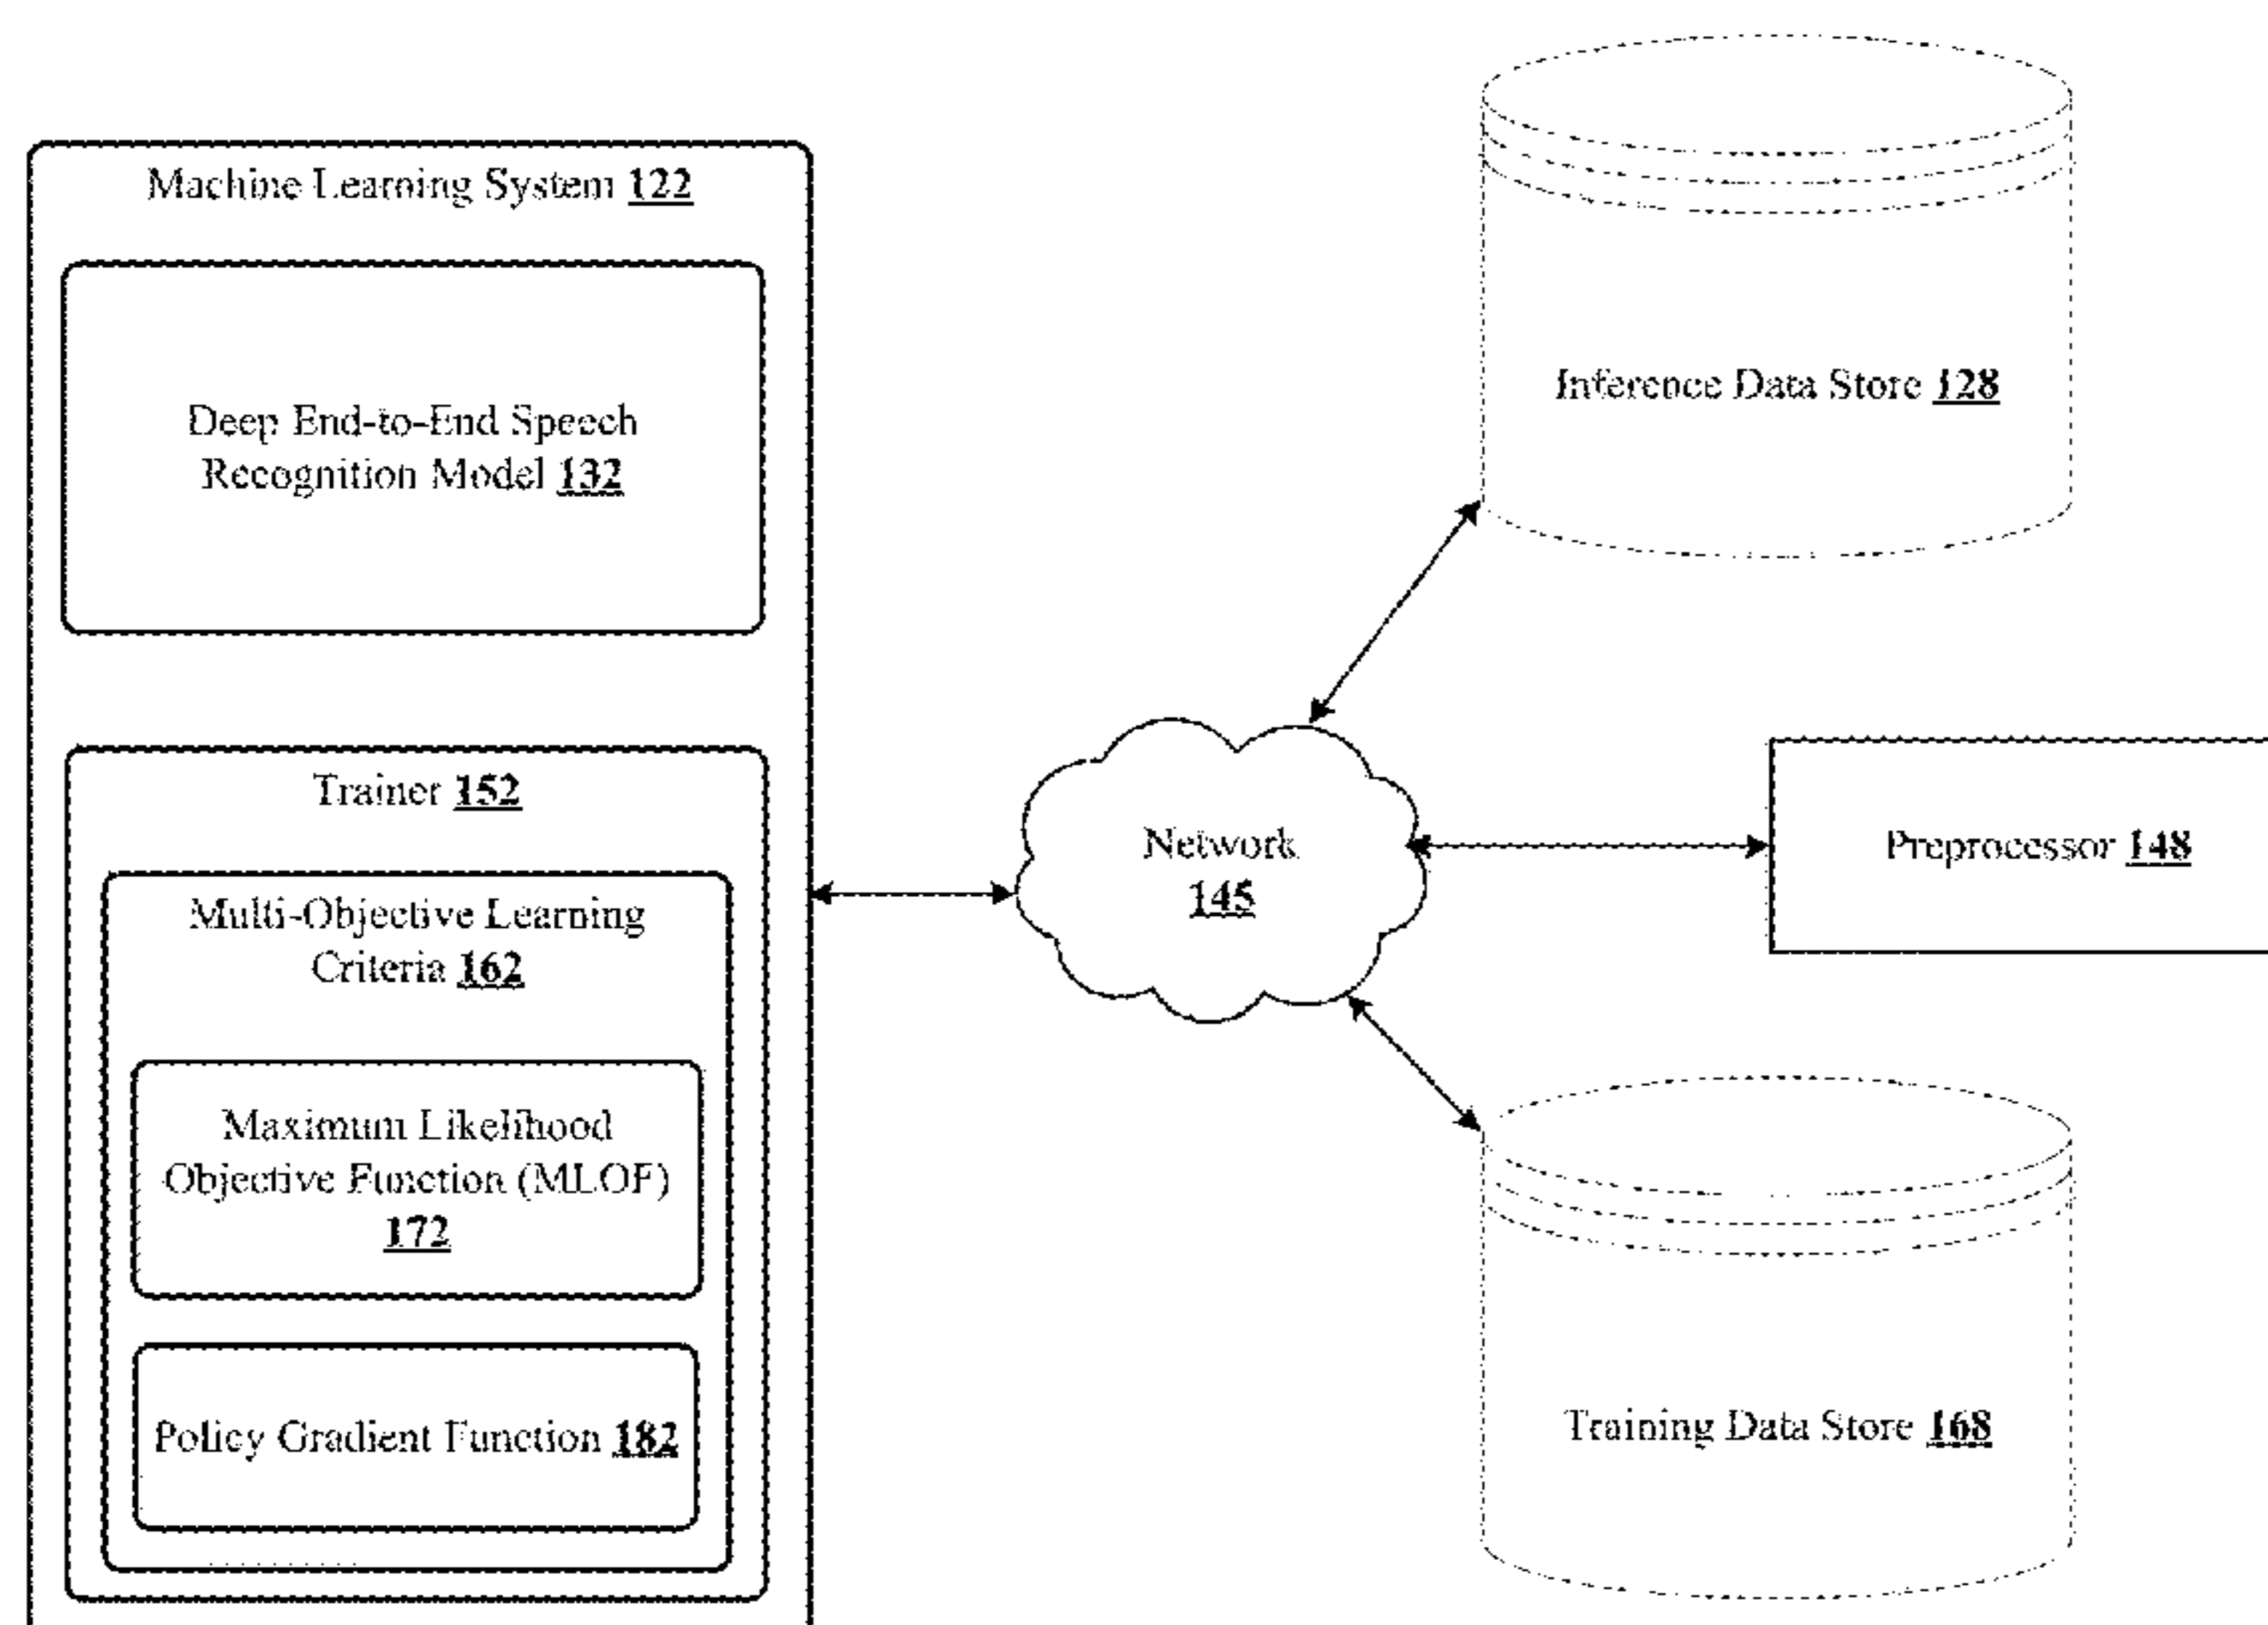 Machine Learning System 122
Deep End-to-End Speech
Recognition Model 132
Trainer 152
Multi-Objective Learning
Criteria 162
Maximum Likelihood
Objective Function (MLOF)
172
Policy Gradient Function 182
Network
145
Inference Data Store 128
Preprocessor 148
Training Data Store 168